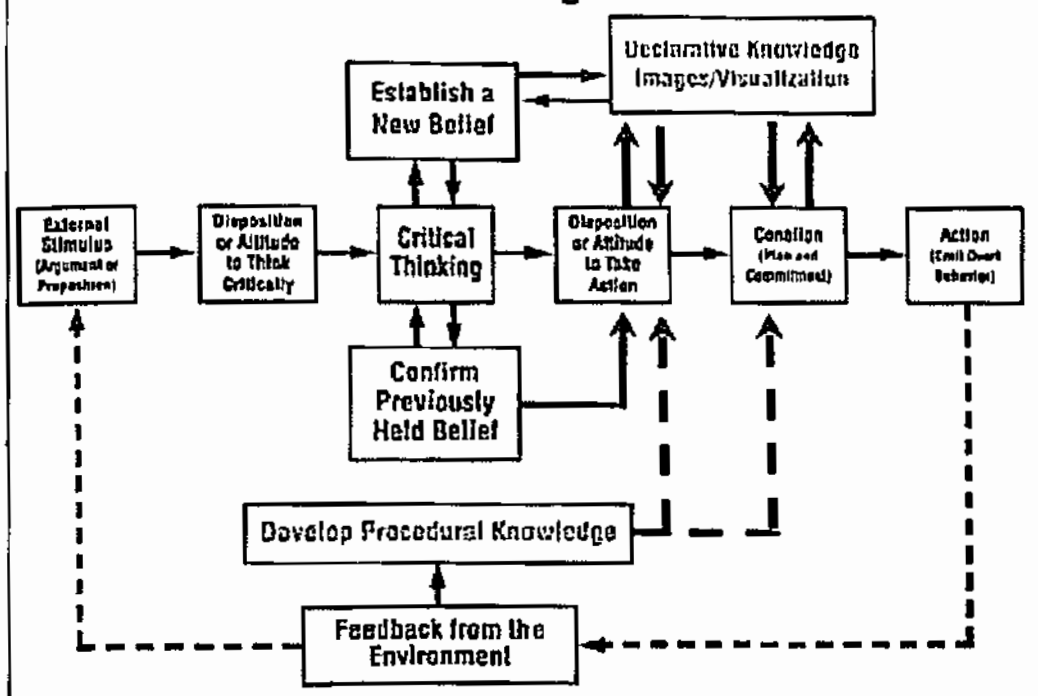 Declarative Knowledge
Images/Visualization
Establish a
New Belief
External
Stimulus
(Argument or
Proposition)
Disposition
or Attitude
to Think
Critically
Critical
Thinking
Disposition
or Attitude
to Take
Action
Conation
(Plan and
Commitment)
Action
(Emit Overt
Behavior)
Confirm
Previously
Held Belief
Develop Procedural Knowledge
Feedback from the
Environment